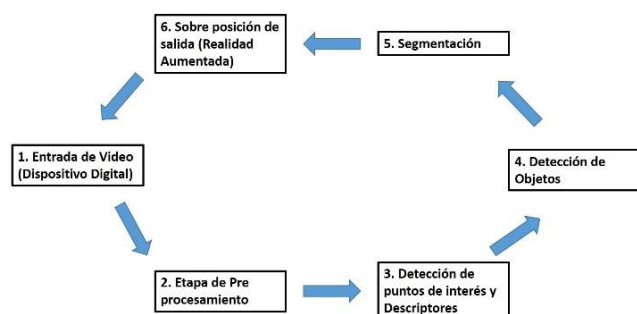 6. Sobre posición de
salida (Realidad
Aumentada)
5. Segmentación
1. Entrada de Video
(Dispositivo Digital)
4. Detección de
Objetos
2. Etapa de Pre
procesamiento
3. Detección de
puntos de interés y
Descriptores